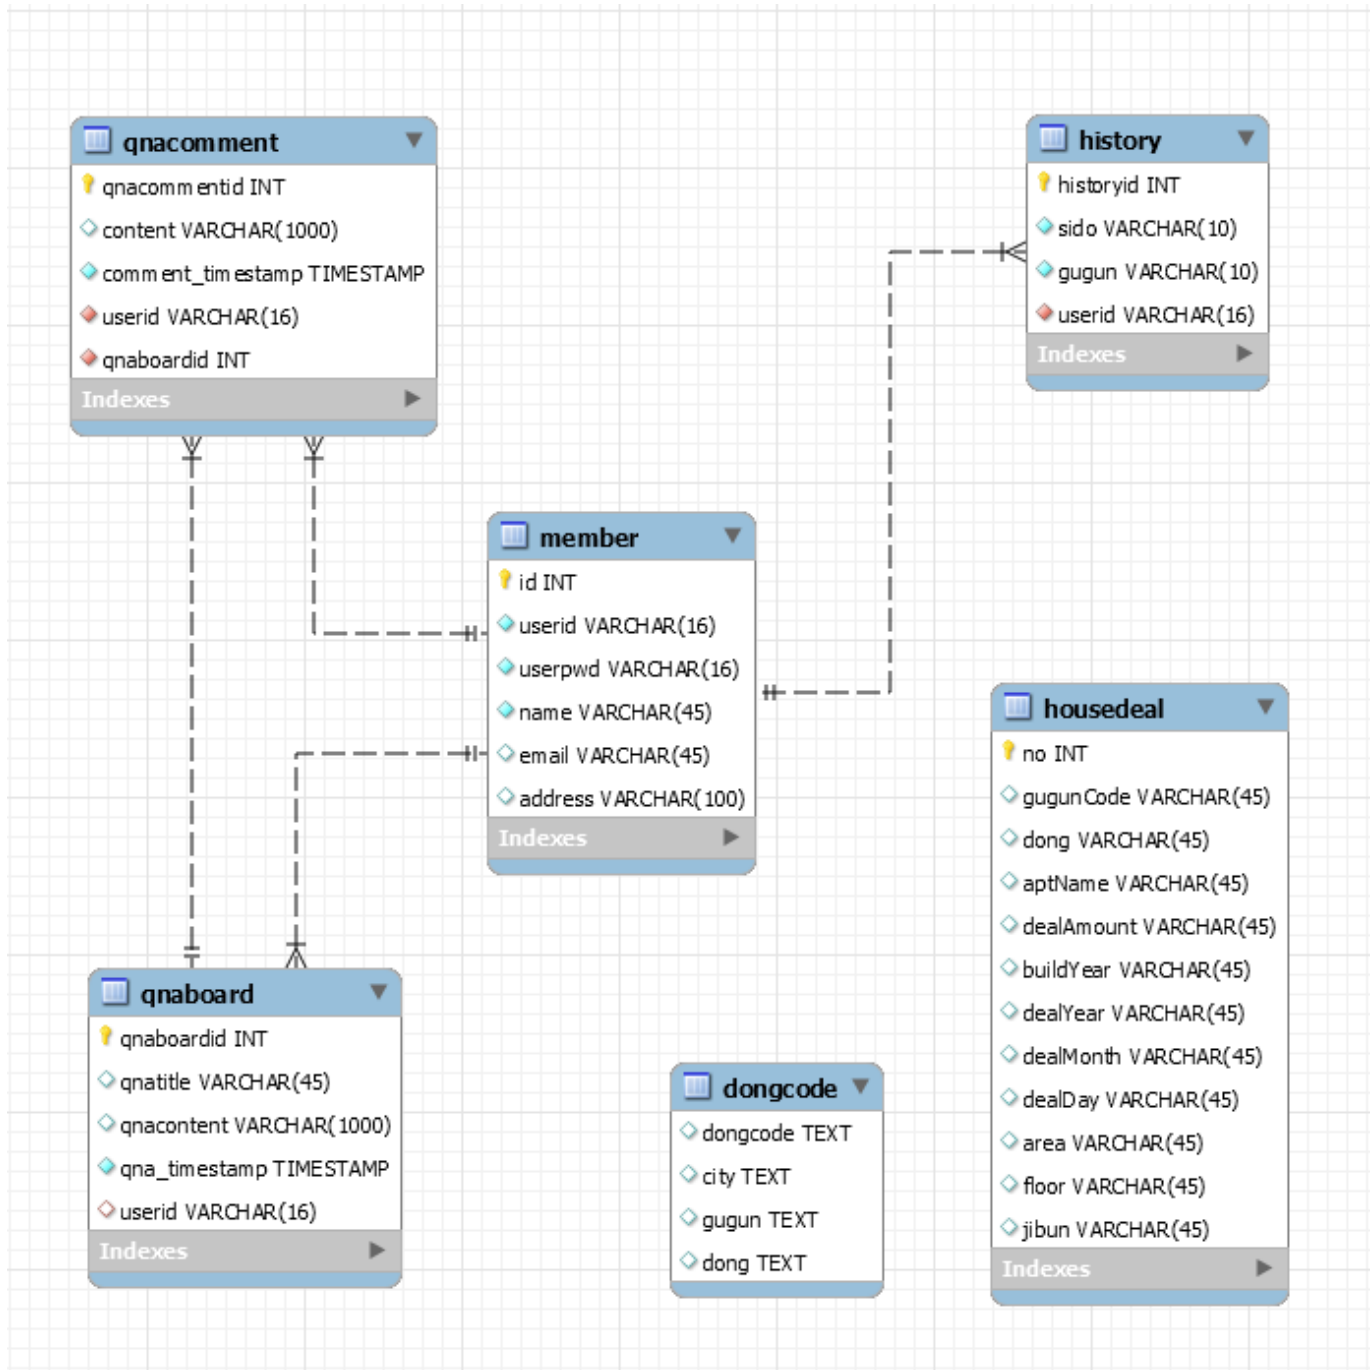 qnacomment
qnacommentid INT
content VARCHAR(1000)
comment_timestamp TIMESTAMP
userid VARCHAR(16)
qnaboardid INT
Indexes
history
historyid INT
sido VARCHAR(10)
gugun VARCHAR(10)
userid VARCHAR(16)
Indexes
member
id INT
userid VARCHAR(16)
userpwd VARCHAR(16)
name VARCHAR(45)
email VARCHAR(45)
address VARCHAR(100)
Indexes
housedeal
no INT
gugunCode VARCHAR(45)
dong VARCHAR(45)
aptName VARCHAR(45)
dealAmount VARCHAR(45)
buildYear VARCHAR(45)
dealYear VARCHAR(45)
dealMonth VARCHAR(45)
dealDay VARCHAR(45)
area VARCHAR(45)
floor VARCHAR(45)
jibun VARCHAR(45)
Indexes
qnaboard
qnaboardid INT
qnatitle VARCHAR(45)
qnacontent VARCHAR(1000)
qna_timestamp TIMESTAMP
userid VARCHAR(16)
Indexes
dongcode
dongcode TEXT
city TEXT
gugun TEXT
dong TEXT